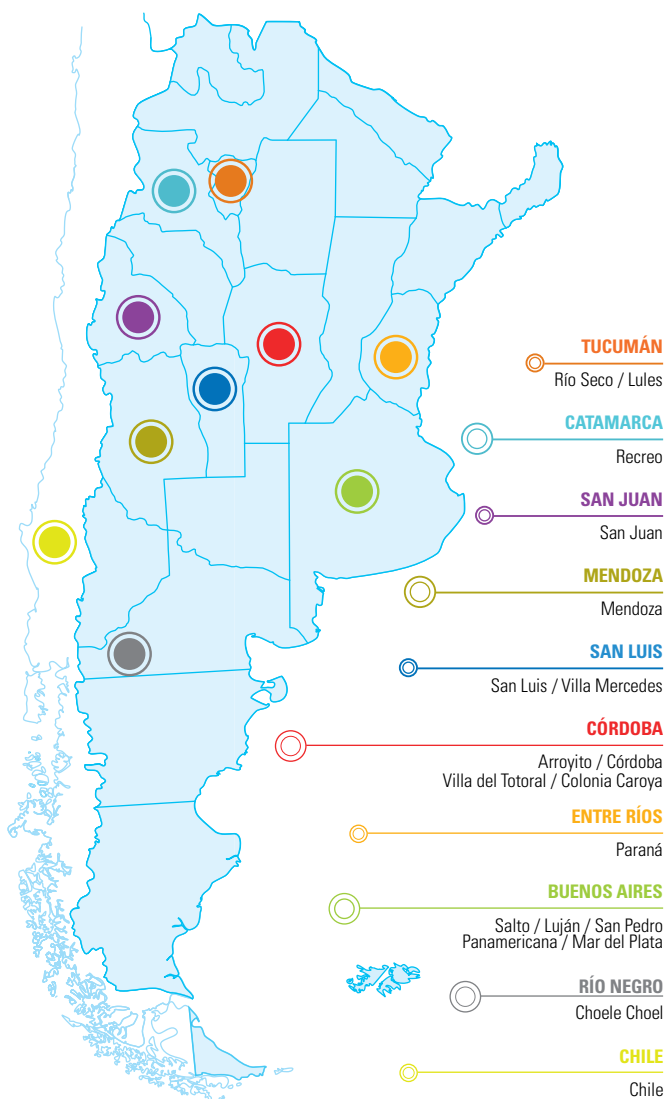 TUCUMÁN
Río Seco / Lules
CATAMARCA
Recreo
SAN JUAN
San Juan
MENDOZA
Mendoza
SAN LUIS
San Luis / Villa Mercedes
CÓRDOBA
Arroyito / Córdoba
Villa del Totoral / Colonia Caroya
ENTRE RÍOS
Paraná
BUENOS AIRES
Salto / Luján / San Pedro
Panamericana / Mar del Plata
RÍO NEGRO
Choele Choel
CHILE
Chile